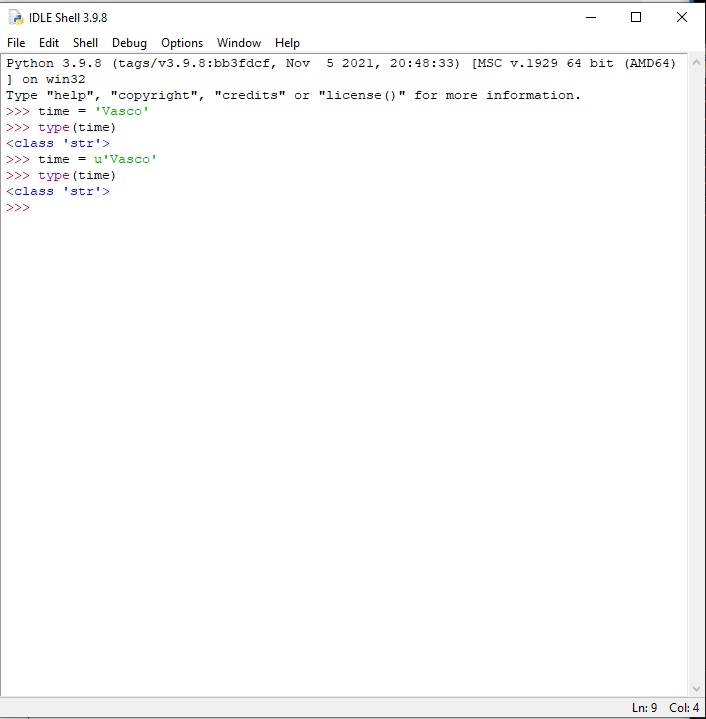 IDLE Shell 3.9.8
File Edit Shell Debug Options Window Help
Python 3.9.8 (tags/v3.9.8:bb3fdcf, Nov  5 2021, 20:48:33) [MSC v.1929 64 bit (AMD64)
] on win32
Type "help", "copyright", "credits" or "license()" for more information.
>>> time = 'Vasco'
>>> type(time)
<class 'str'>
>>> time = u'Vasco'
>>> type(time)
<class 'str'>
>>>
Ln: 9 Col: 4